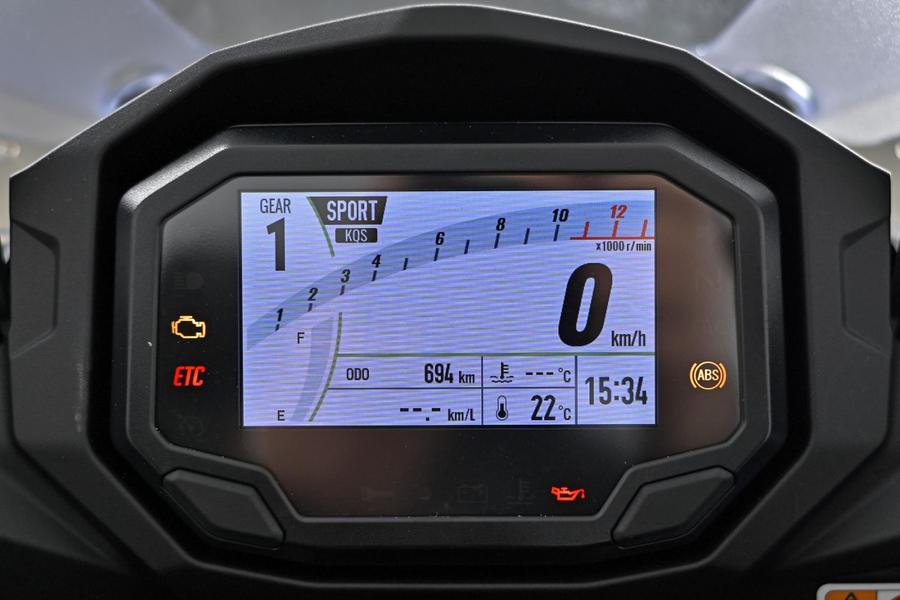 GEAR
1
SPORT
KQS
1 2 3 4 6 8 10 12
x1000 r/min
0 km/h
F
E
ETC
ODO 694 km
--.- km/L
---°C
22°C
15:34
ABS